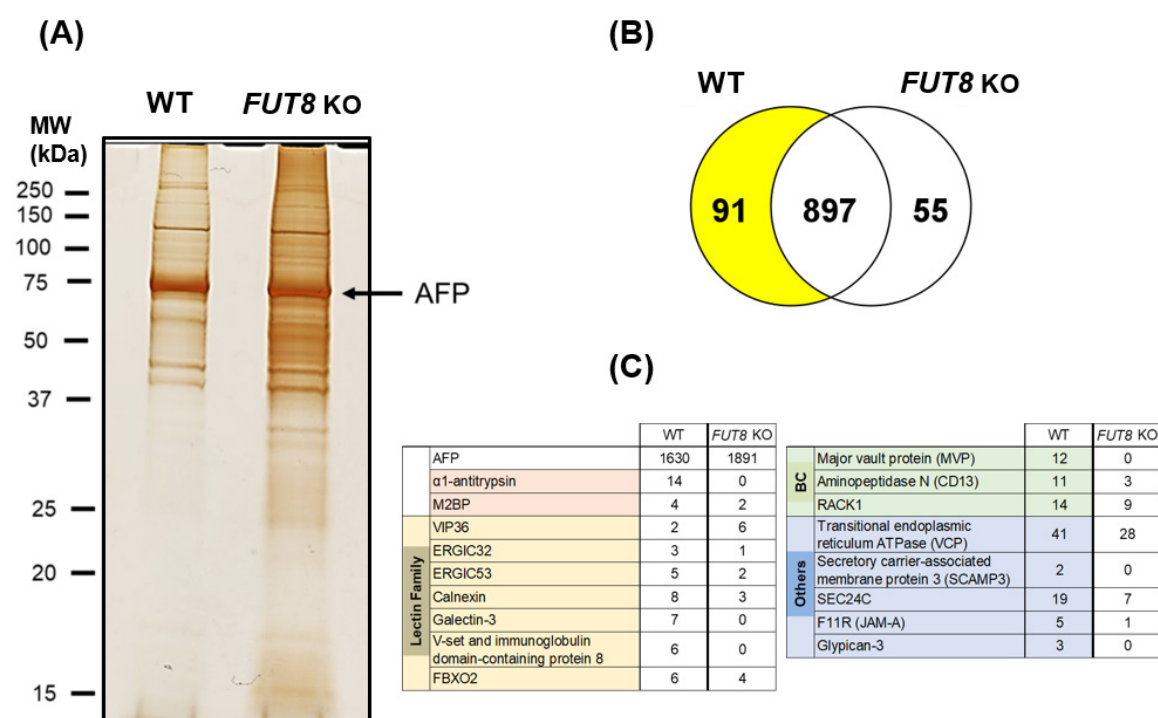 (A)
WT FUT8 KO
MW
(kDa)
250
150
100
75
50
37
25
20
15
AFP
(B)
WT FUT8 KO
91 897 55
(C)
WT FUT8 KO
AFP 1630 1891
α1-antitrypsin 14 0
M2BP 4 2
Lectin Family
VIP36 2 6
ERGIC32 3 1
ERGIC53 5 2
Calnexin 8 3
Galectin-3 7 0
V-set and immunoglobulin
domain-containing protein 8 6 0
FBXO2 6 4
WT FUT8 KO
BC
Major vault protein (MVP) 12 0
Aminopeptidase N (CD13) 11 3
RACK1 14 9
Others
Transitional endoplasmic
reticulum ATPase (VCP) 41 28
Secretory carrier-associated
membrane protein 3 (SCAMP3) 2 0
SEC24C 19 7
F11R (JAM-A) 5 1
Glypican-3 3 0